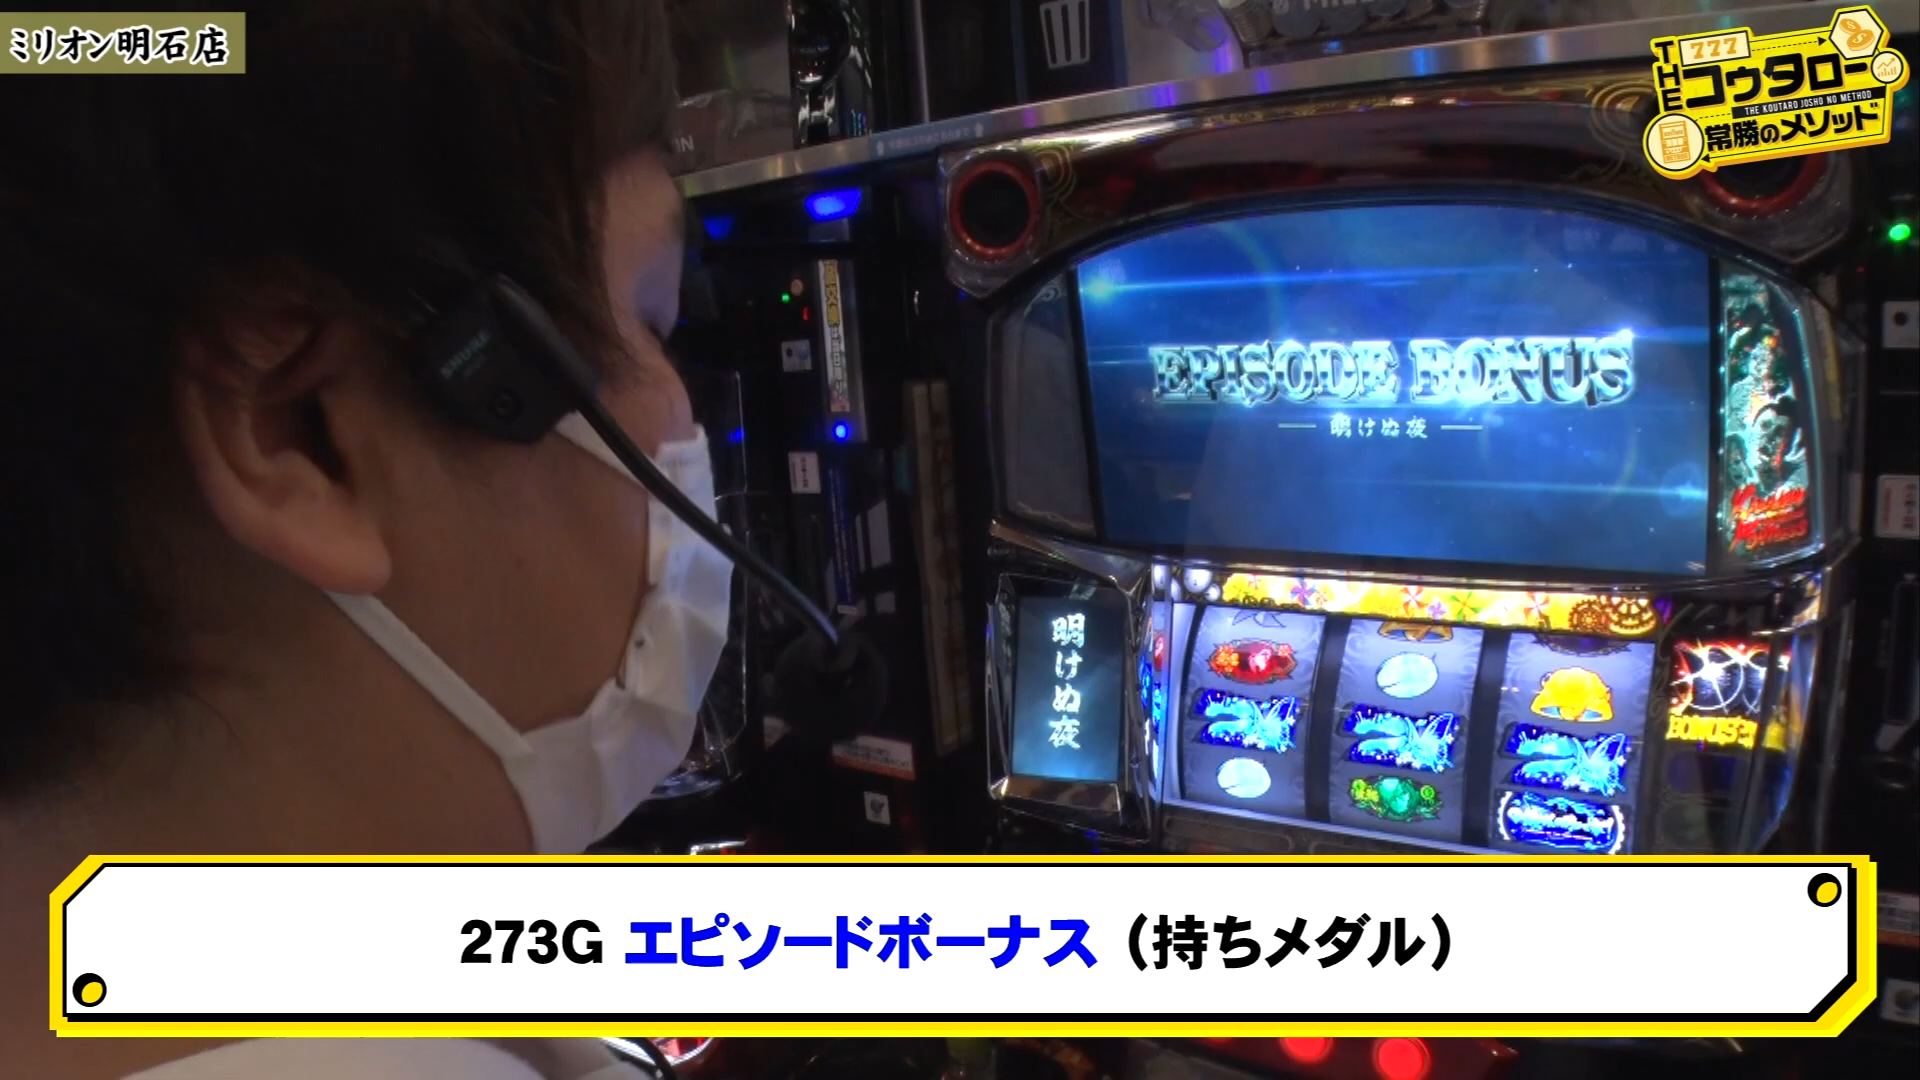 ミリオン明石店
777
THE
コウタロー
THE KOUTARO JOSHO NO METHOD
常勝のメソッド
SHURE
EPISODE BONUS
明けぬ夜
明けぬ夜
BONUS
273G エピソードボーナス (持ちメダル)